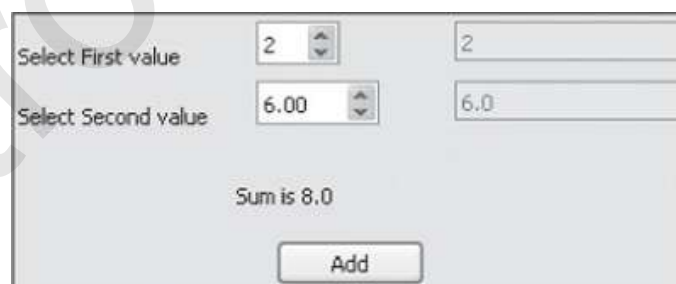 Select First value 2 2
Select Second value 6.00 6.0
Sum is 8.0
Add